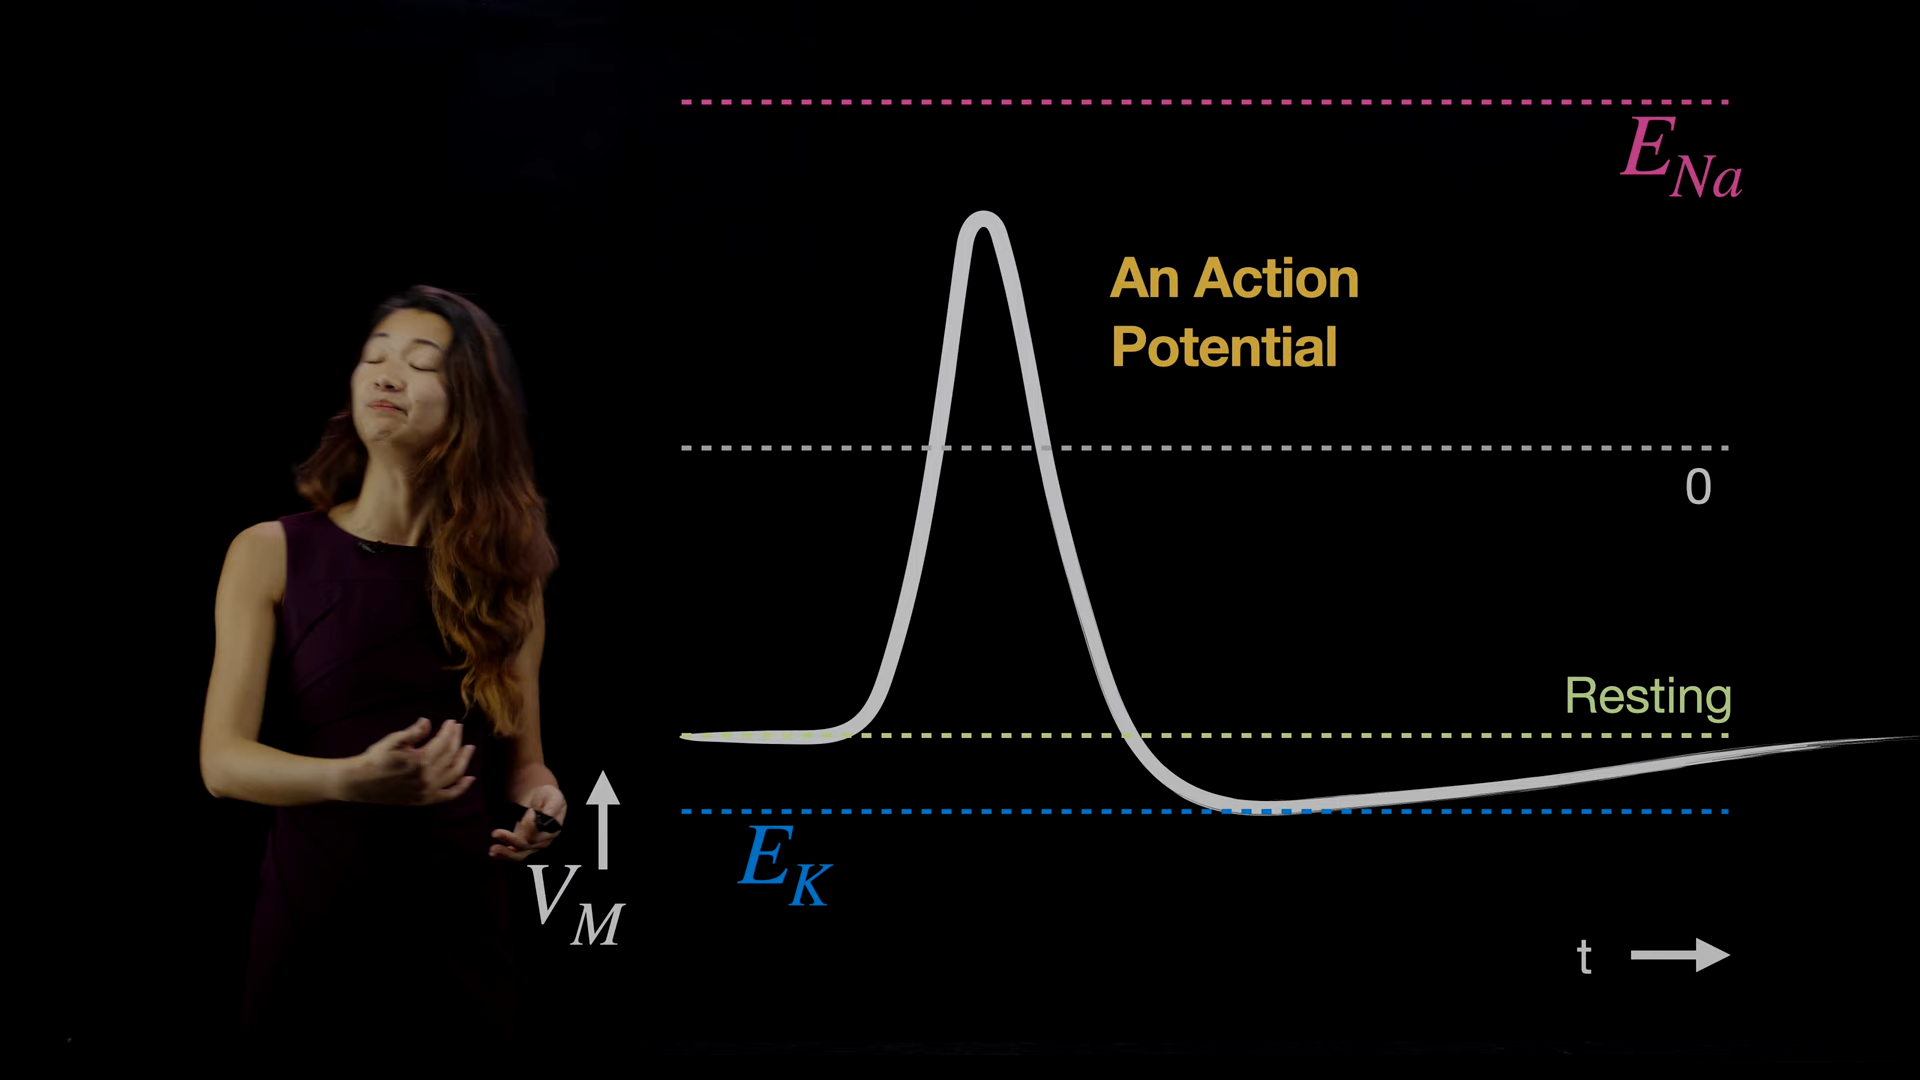 E_Na
An Action
Potential
0
Resting
E_K
V_M
t